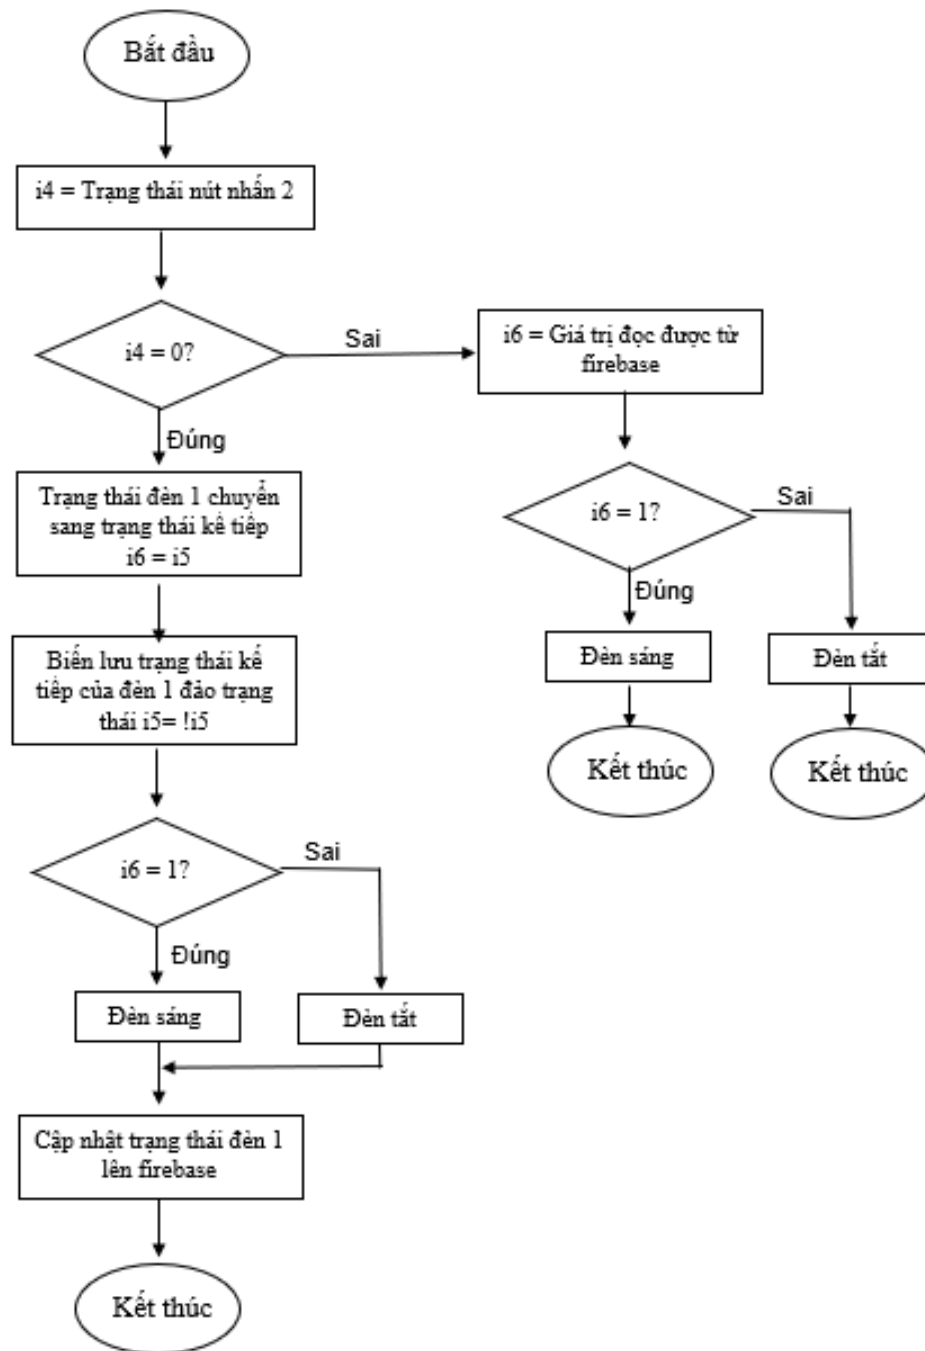 Bắt đầu
i4 = Trạng thái nút nhấn 2
i4 = 0?
Sai
i6 = Giá trị đọc được từ
firebase
Đúng
Trạng thái đèn 1 chuyển
sang trạng thái kế tiếp
i6 = i5
i6 = 1?
Sai
Đúng
Đèn sáng
Đèn tắt
Kết thúc
Kết thúc
Biến lưu trạng thái kế
tiếp của đèn 1 đảo trạng
thái i5= !i5
i6 = 1?
Sai
Đúng
Đèn sáng
Đèn tắt
Cập nhật trạng thái đèn 1
lên firebase
Kết thúc